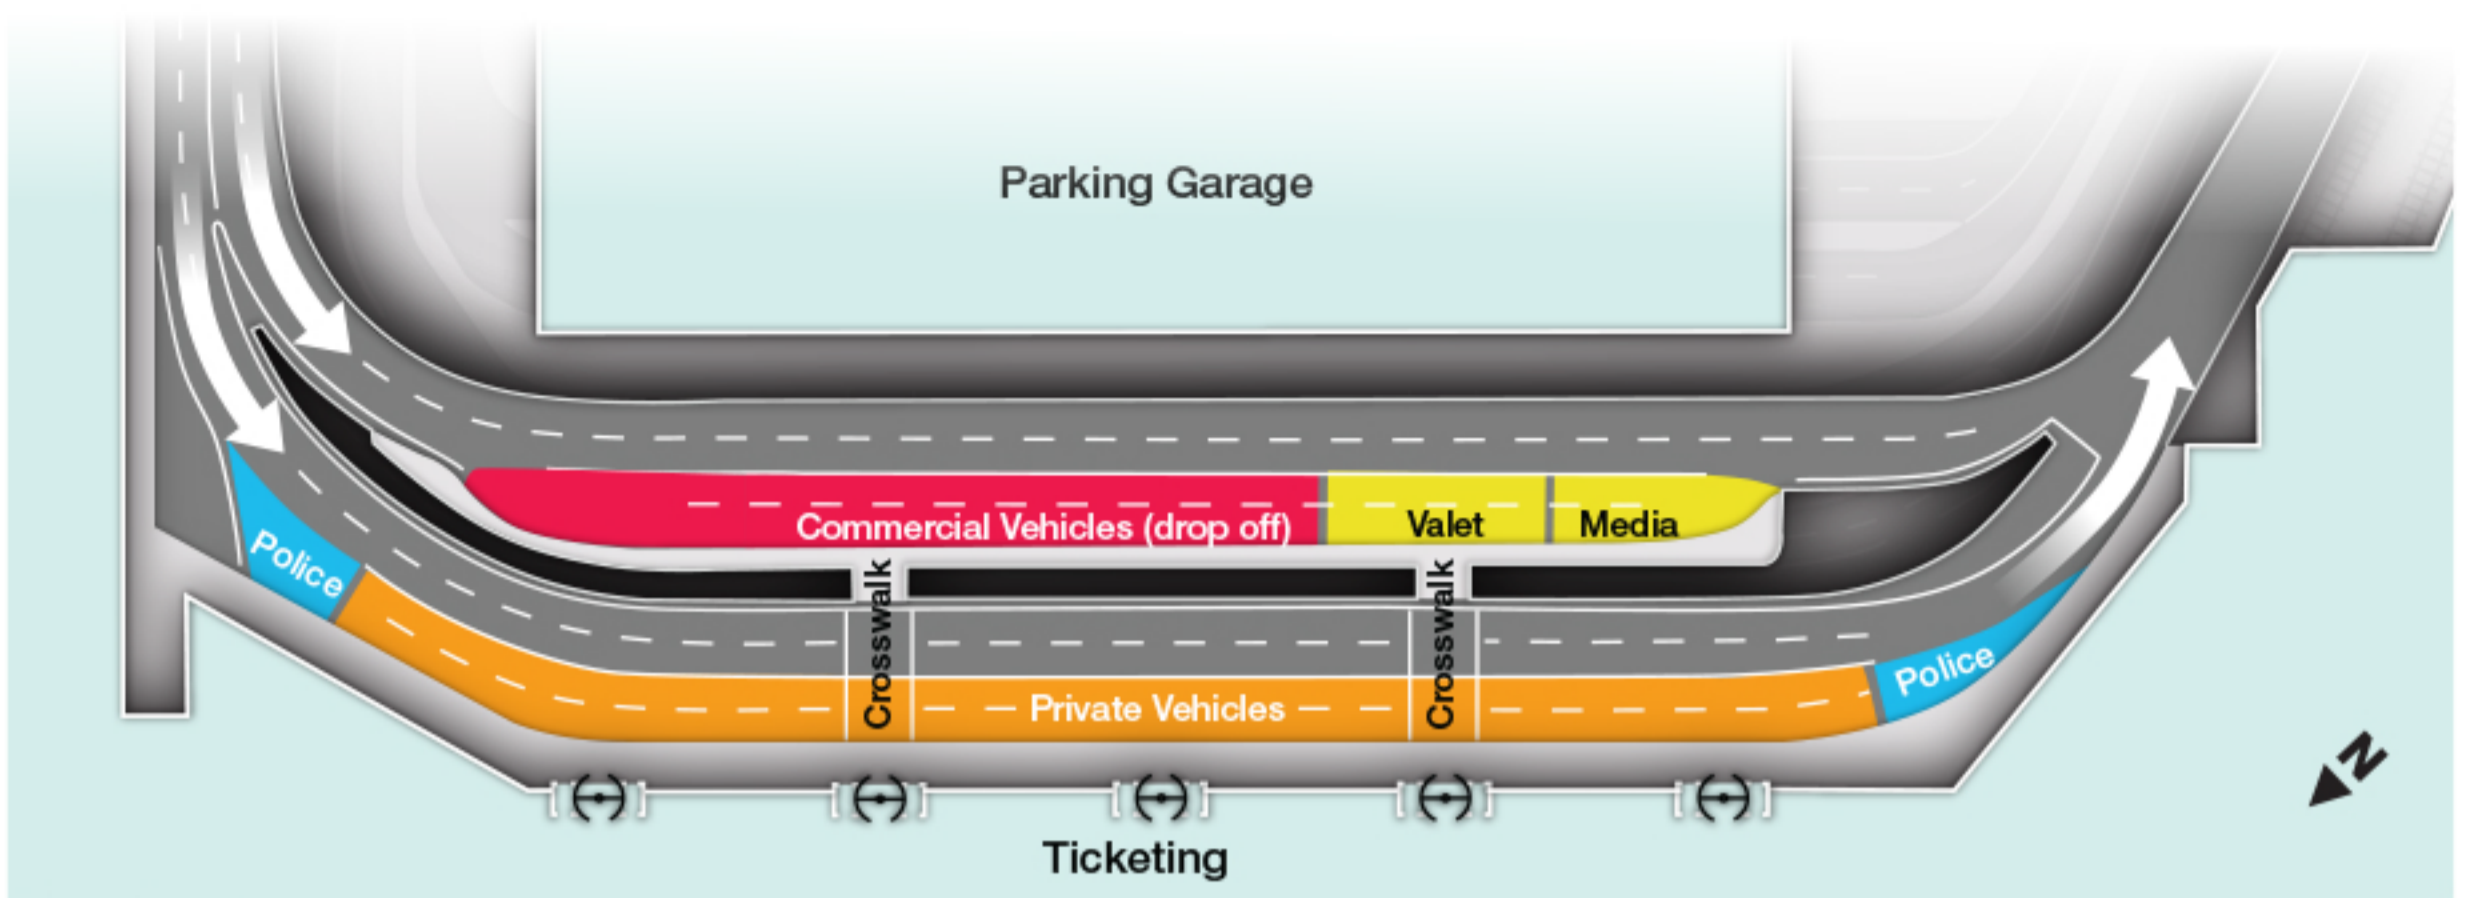 Parking Garage
Commercial Vehicles (drop off)
Valet
Media
Police
Crosswalk
Crosswalk
Private Vehicles
Police
N
Ticketing